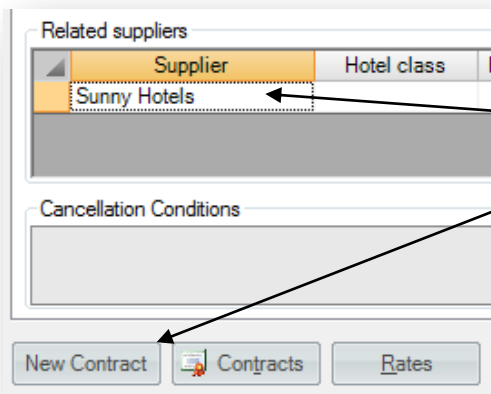 Related suppliers
Supplier Hotel class
Sunny Hotels
Cancellation Conditions
New Contract Contracts Rates